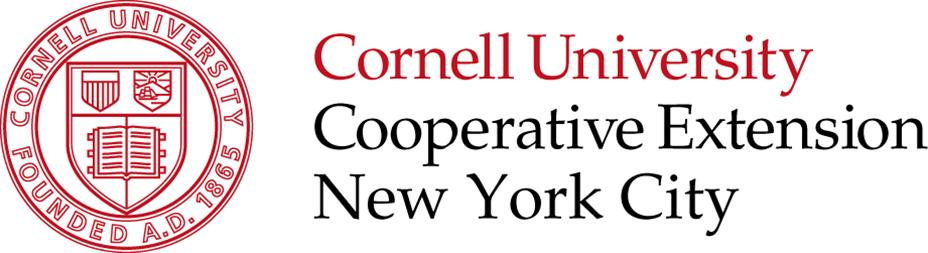 CORNELL UNIVERSITY
FOUNDED A.D. 1865
Cornell University
Cooperative Extension
New York City